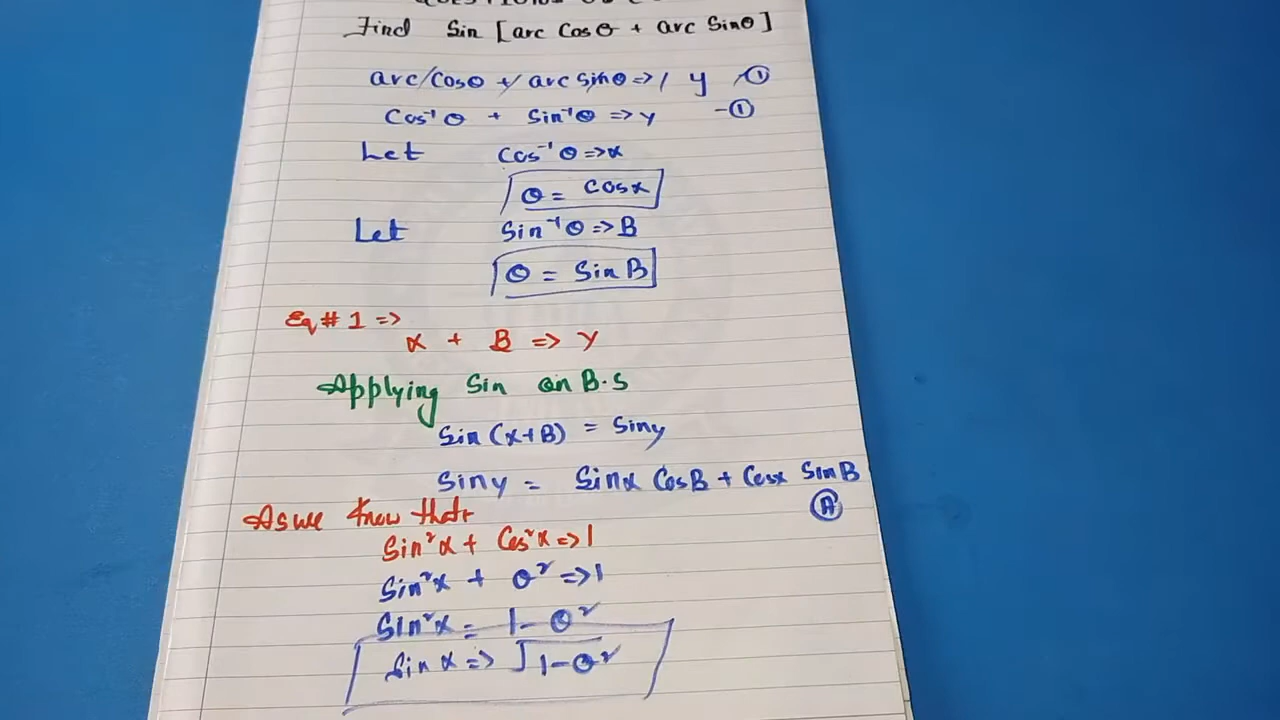 Find Sin [arc Cosθ + arc Sinθ]
arc/Cosθ +/ arc sinθ => / y /①
Cos⁻¹θ + Sin⁻¹θ => y -①
Let Cos⁻¹θ => α
θ = Cosα
Let Sin⁻¹θ => B
θ = Sin B
Eq # 1 =>
α + B => y
Applying Sin on B.S
Sin (α+B) = Siny
Siny = Sinα CosB + Cosα SinB
Ⓐ
As we know that
Sin²α + Cos²α => 1
Sin²α + θ² => 1
Sin²α = 1 - θ²
Sinα => √1-θ²